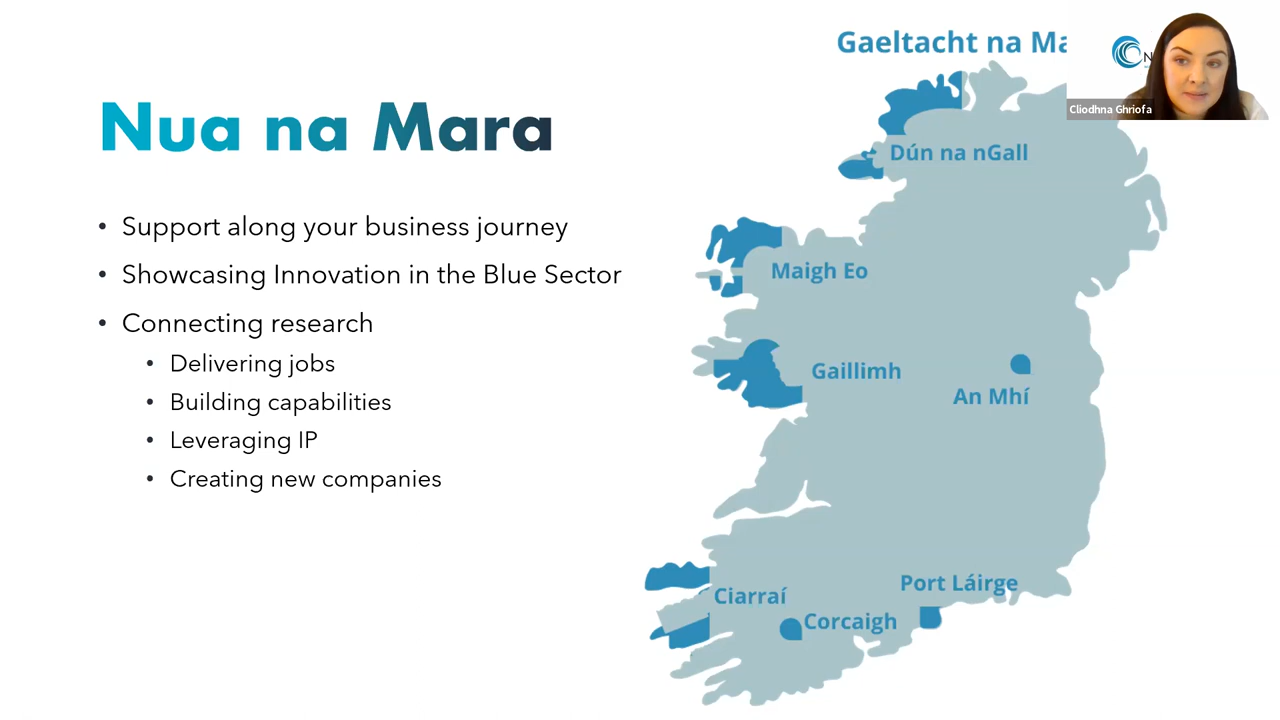 Gaeltacht na Ma
Cliodhna Ghriofa
Nua na Mara
• Support along your business journey
• Showcasing Innovation in the Blue Sector
• Connecting research
• Delivering jobs
• Building capabilities
• Leveraging IP
• Creating new companies
Dún na nGall
Maigh Eo
Gaillimh
An Mhí
Port Láirge
Ciarraí
Corcaigh